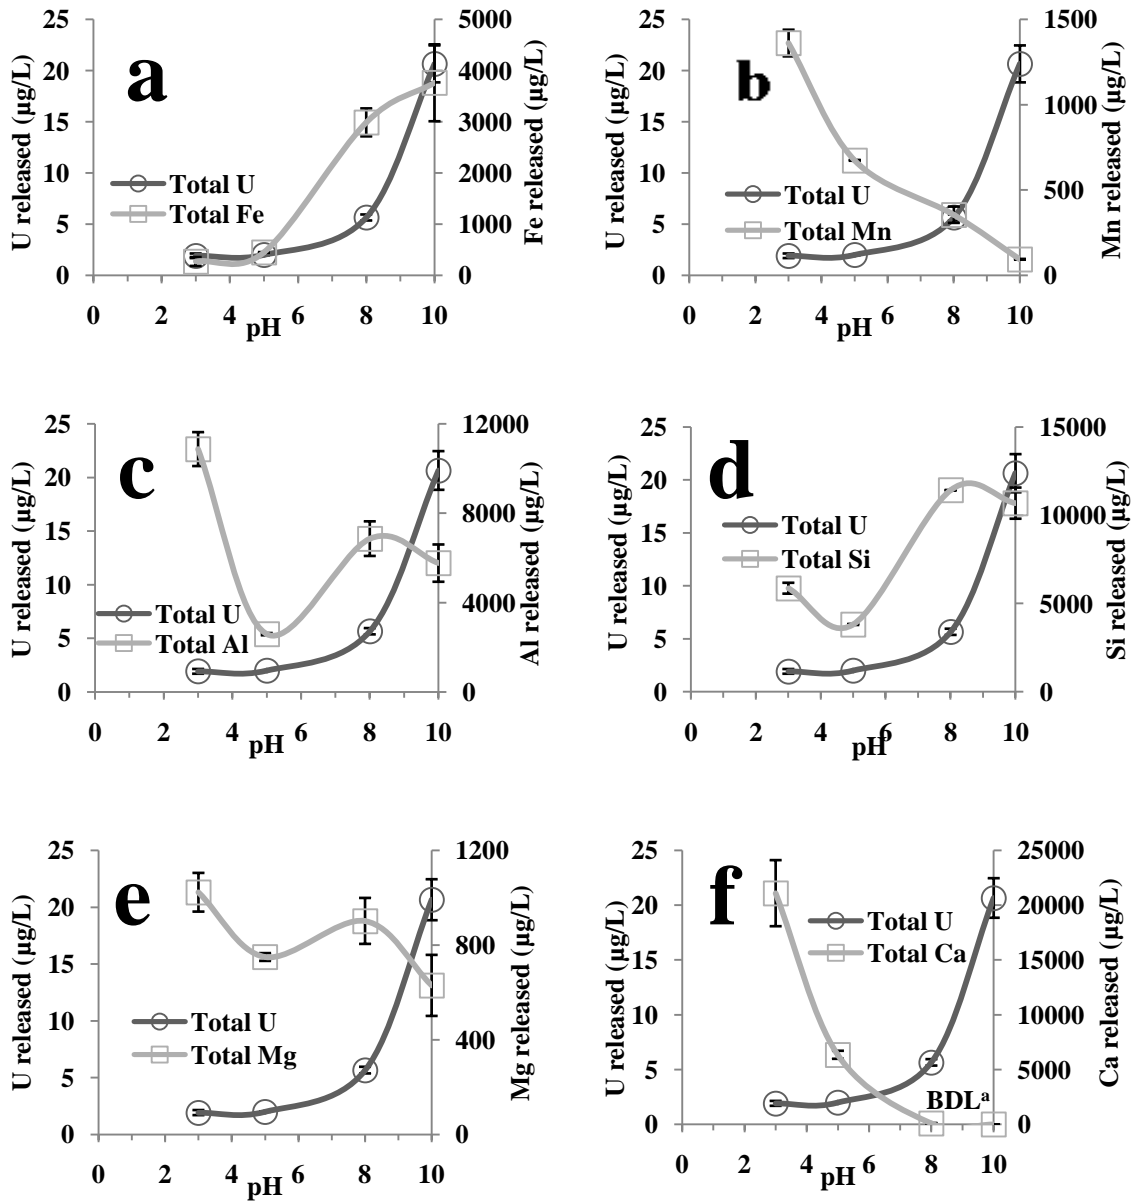 a
U released (µg/L)
25
20
15
10
5
0
Total U
Total Fe
5000
4000
3000
2000
1000
0
Fe released (µg/L)
0 2 4 6 8 10
pH
b
U released (µg/L)
25
20
15
10
5
0
Total U
Total Mn
1500
1000
500
0
Mn released (µg/L)
0 2 4 6 8 10
pH
c
U released (µg/L)
25
20
15
10
5
0
Total U
Total Al
12000
8000
4000
0
Al released (µg/L)
0 2 4 6 8 10
pH
d
U released (µg/L)
25
20
15
10
5
0
Total U
Total Si
15000
10000
5000
0
Si released (µg/L)
0 2 4 6 8 10
pH
e
U released (µg/L)
25
20
15
10
5
0
Total U
Total Mg
1200
800
400
0
Mg released (µg/L)
0 2 4 6 8 10
pH
f
U released (µg/L)
25
20
15
10
5
0
Total U
Total Ca
BDLª
25000
20000
15000
10000
5000
0
Ca released (µg/L)
0 2 4 6 8 10
pH